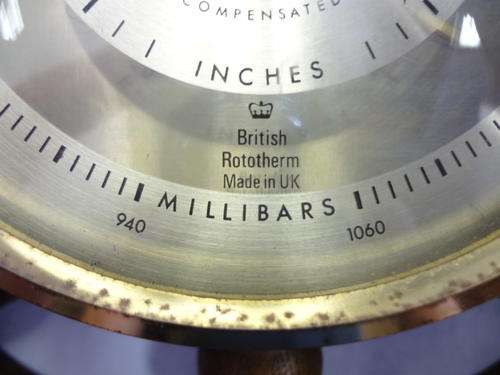 COMPENSATED
INCHES
British
Rototherm
Made in UK
MILLIBARS
940
1060